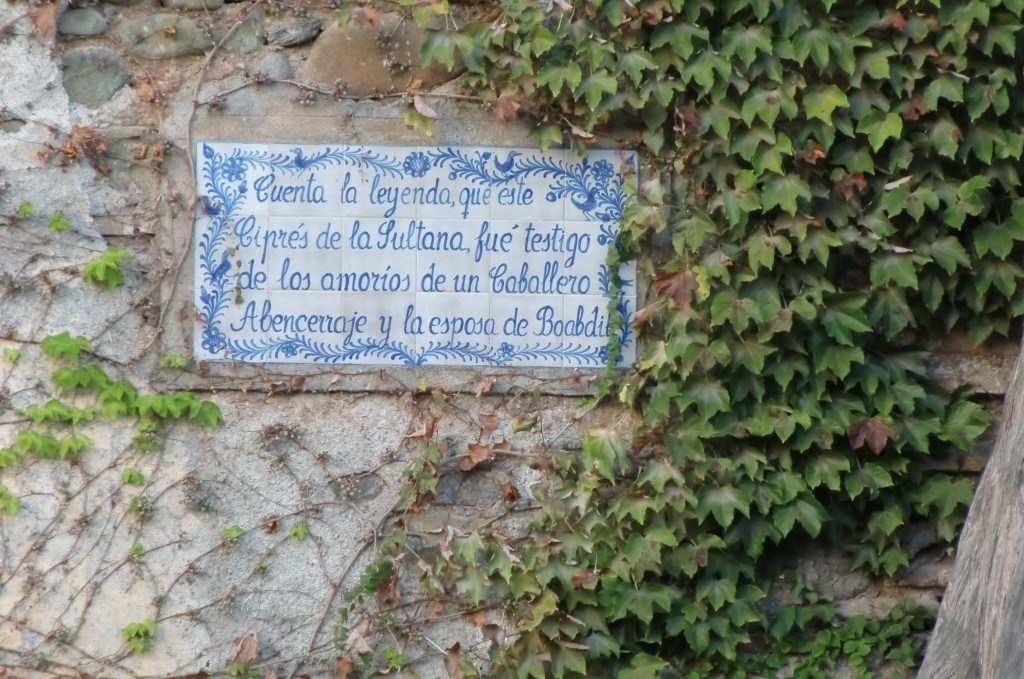 Cuenta la leyenda, que este
Ciprés de la Sultana, fué testigo
de los amoríos de un Caballero
Abencerraje y la esposa de Boabdil